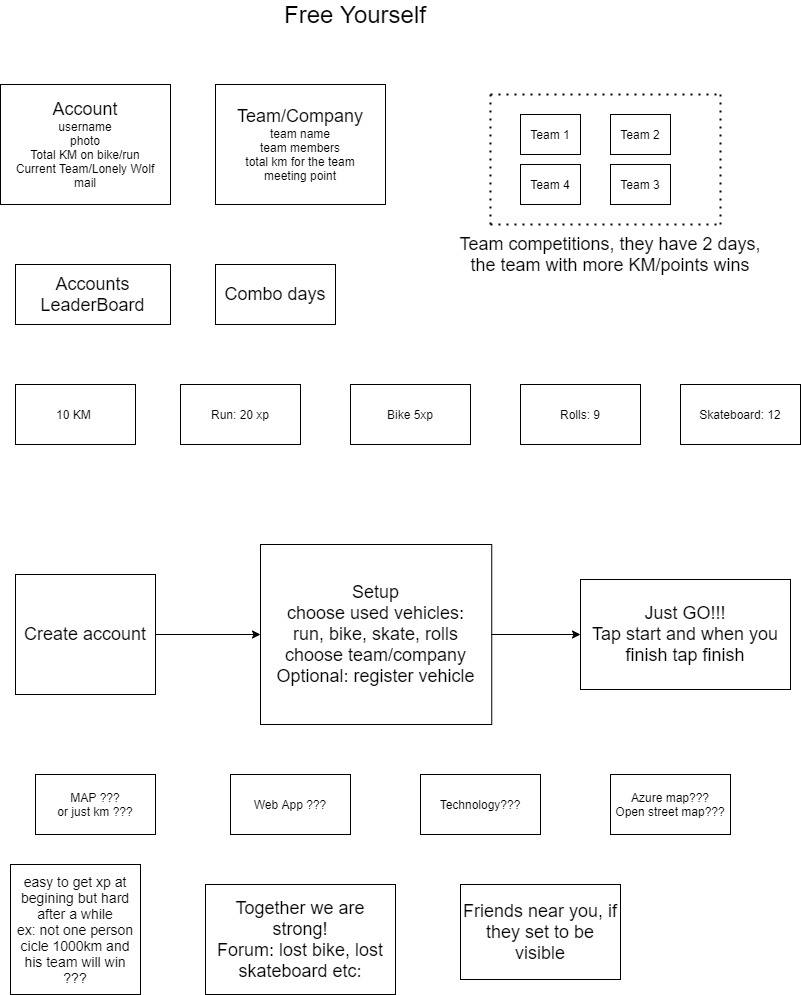 Free Yourself
Account
username
photo
Total KM on bike/run
Current Team/Lonely Wolf
mail
Team/Company
team name
team members
total km for the team
meeting point
Team 1
Team 2
Team 4
Team 3
Team competitions, they have 2 days,
the team with more KM/points wins
Accounts
LeaderBoard
Combo days
10 KM
Run: 20 xp
Bike 5xp
Rolls: 9
Skateboard: 12
Create account
Setup
choose used vehicles:
run, bike, skate, rolls
choose team/company
Optional: register vehicle
Just GO!!!
Tap start and when you
finish tap finish
MAP ???
or just km ???
Web App ???
Technology???
Azure map???
Open street map???
easy to get xp at
begining but hard
after a while
ex: not one person
cicle 1000km and
his team will win
???
Together we are
strong!
Forum: lost bike, lost
skateboard etc:
Friends near you, if
they set to be
visible